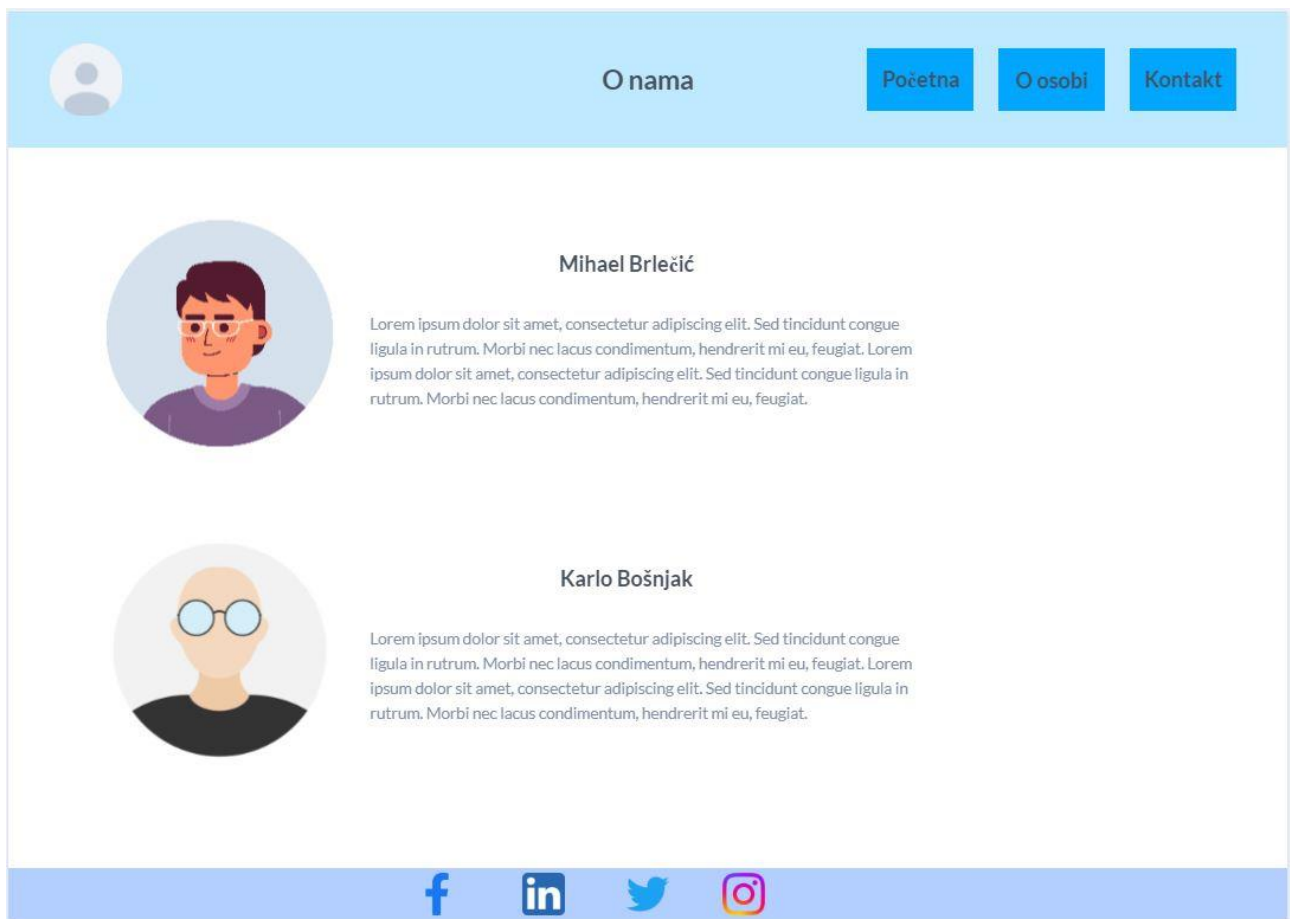 O nama
Početna
O osobi
Kontakt
Mihael Brlečić
Lorem ipsum dolor sit amet, consectetur adipiscing elit. Sed tincidunt congue
ligula in rutrum. Morbi nec lacus condimentum, hendrerit mi eu, feugiat. Lorem
ipsum dolor sit amet, consectetur adipiscing elit. Sed tincidunt congue ligula in
rutrum. Morbi nec lacus condimentum, hendrerit mi eu, feugiat.
Karlo Bošnjak
Lorem ipsum dolor sit amet, consectetur adipiscing elit. Sed tincidunt congue
ligula in rutrum. Morbi nec lacus condimentum, hendrerit mi eu, feugiat. Lorem
ipsum dolor sit amet, consectetur adipiscing elit. Sed tincidunt congue ligula in
rutrum. Morbi nec lacus condimentum, hendrerit mi eu, feugiat.